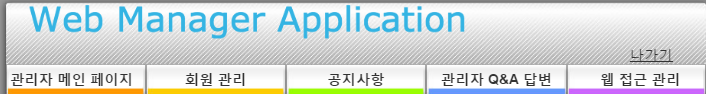 Web Manager Application
나가기
관리자 메인 페이지
회원 관리
공지사항
관리자 Q&A 답변
웹 접근 관리